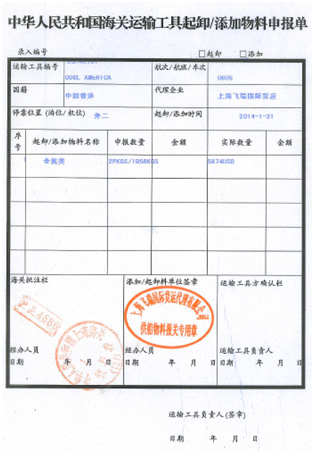 中华人民共和国海关运输工具起卸/添加物料申报单
录入编号 □起卸 □添加
运输工具编号 OOCL AMERICA 航次/航班/车次 060S
国籍 中国香港 代理企业 上海飞瑞国际货运
停靠位置(泊位/机位) 外二 起卸/添加时间 2014-1-31
序号 起卸/添加物料名称 申报数量 金额 实际数量 金额
2PKGS/1058KGS 5874USD
海关批注栏 添加/起卸料单位签章 运输工具方确认栏
关4686
上海飞瑞国际货运代理有限公司
供船物料报关专用章
经办人员 经办人员 运输工具负责人
日期 年 月 日 日期 年 月 日 日期 年 月 日
运输工具负责人(签章)
日期 年 月 日